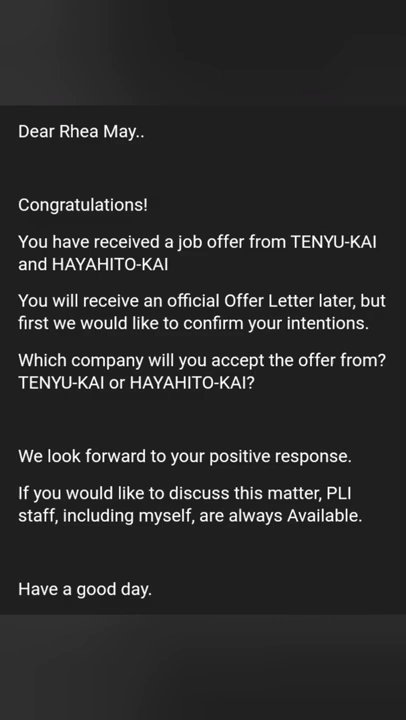 Dear Rhea May..
Congratulations!
You have received a job offer from TENYU-KAI
and HAYAHITO-KAI
You will receive an official Offer Letter later, but
first we would like to confirm your intentions.
Which company will you accept the offer from?
TENYU-KAI or HAYAHITO-KAI?
We look forward to your positive response.
If you would like to discuss this matter, PLI
staff, including myself, are always Available.
Have a good day.